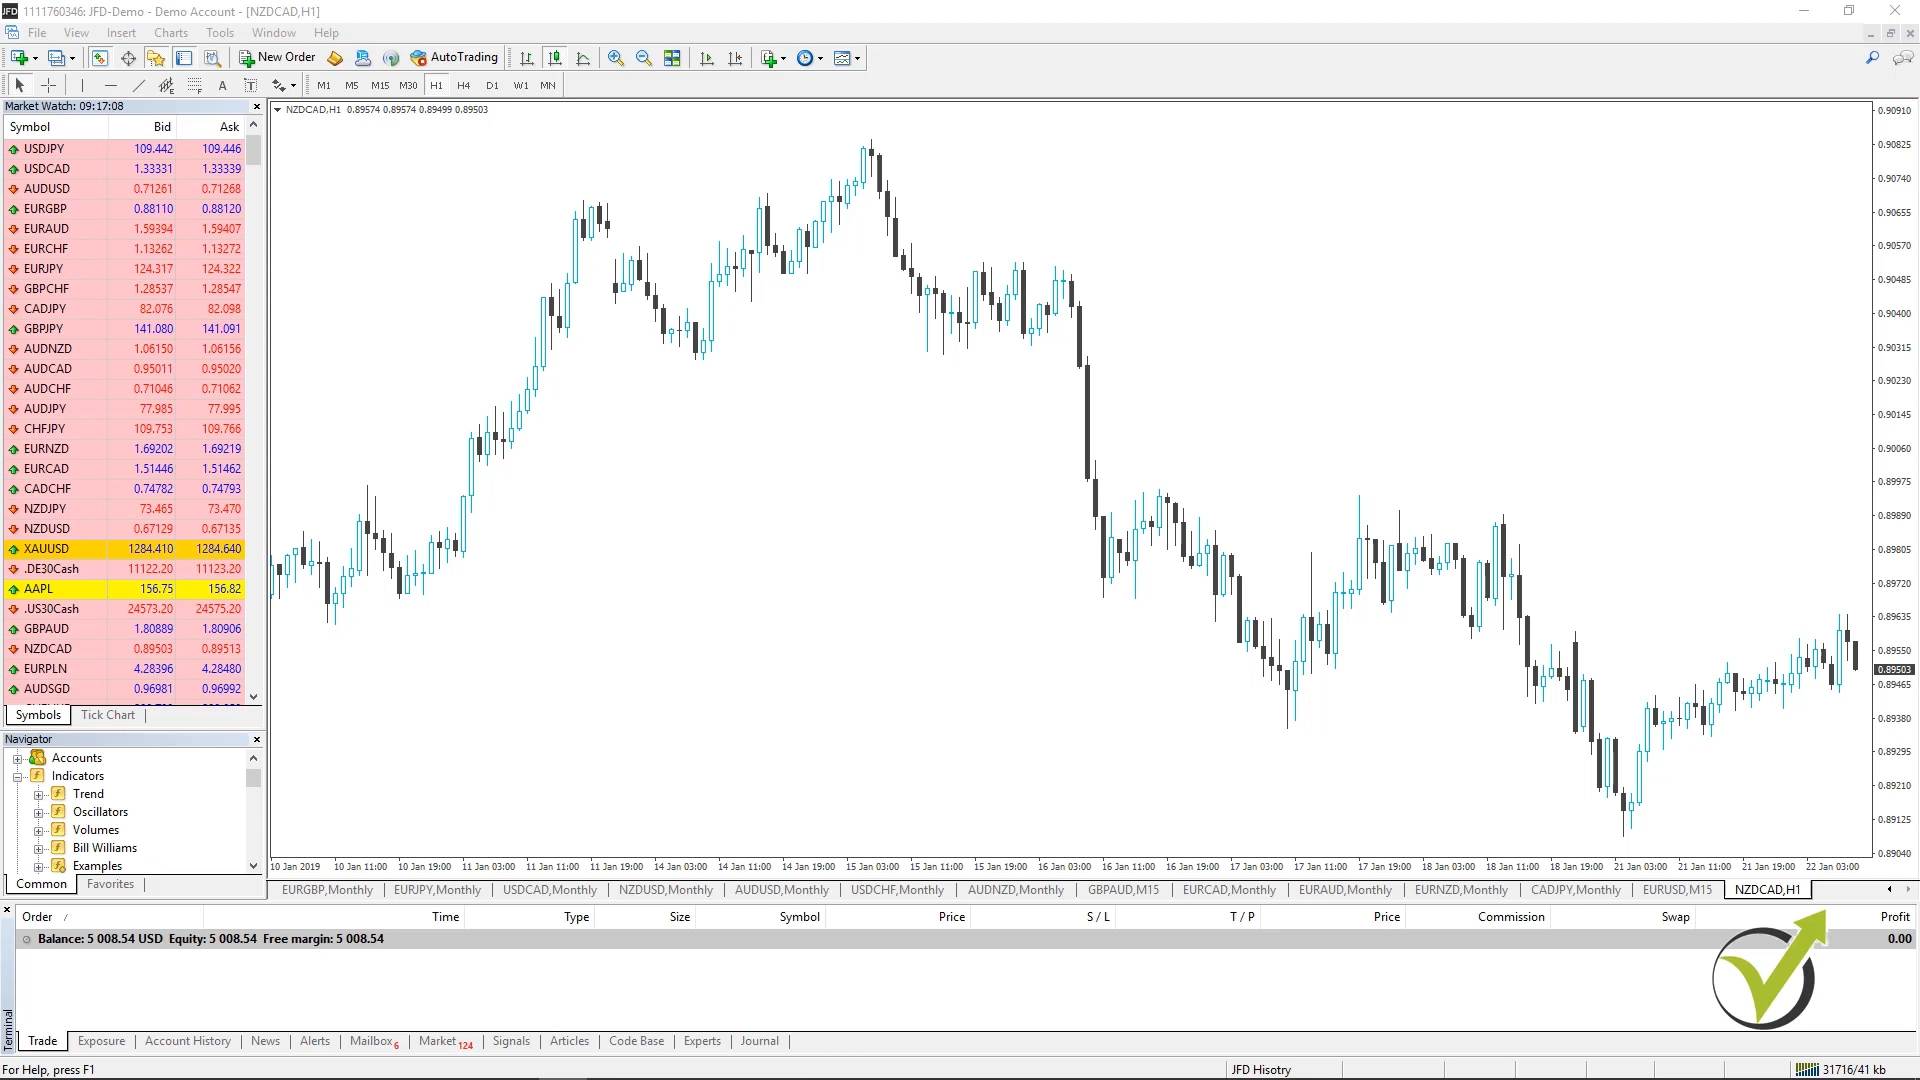 JFD 1111760346: JFD-Demo - Demo Account - [NZDCAD,H1]
File View Insert Charts Tools Window Help
New Order AutoTrading
A T M1 M5 M15 M30 H1 H4 D1 W1 MN
Market Watch: 09:17:08
Symbol Bid Ask
USDJPY 109.442 109.446
USDCAD 1.33331 1.33339
AUDUSD 0.71261 0.71268
EURGBP 0.88110 0.88120
EURAUD 1.59394 1.59407
EURCHF 1.13262 1.13272
EURJPY 124.317 124.322
GBPCHF 1.28537 1.28547
CADJPY 82.076 82.098
GBPJPY 141.080 141.091
AUDNZD 1.06150 1.06156
AUDCAD 0.95011 0.95020
AUDCHF 0.71046 0.71062
AUDJPY 77.985 77.995
CHFJPY 109.753 109.766
EURNZD 1.69202 1.69219
EURCAD 1.51446 1.51462
CADCHF 0.74782 0.74793
NZDJPY 73.465 73.470
NZDUSD 0.67129 0.67135
XAUUSD 1284.410 1284.640
.DE30Cash 11122.20 11123.20
AAPL 156.75 156.82
.US30Cash 24573.20 24575.20
GBPAUD 1.80889 1.80906
NZDCAD 0.89503 0.89513
EURPLN 4.28396 4.28480
AUDSGD 0.96981 0.96992
Symbols Tick Chart
Navigator
Accounts
Indicators
Trend
Oscillators
Volumes
Bill Williams
Examples
Common Favorites
NZDCAD,H1 0.89574 0.89574 0.89499 0.89503
0.90910
0.90825
0.90740
0.90655
0.90570
0.90485
0.90400
0.90315
0.90230
0.90145
0.90060
0.89975
0.89890
0.89805
0.89720
0.89635
0.89550
0.89503
0.89465
0.89380
0.89295
0.89210
0.89125
0.89040
10 Jan 2019 10 Jan 11:00 10 Jan 19:00 11 Jan 03:00 11 Jan 11:00 11 Jan 19:00 14 Jan 03:00 14 Jan 11:00 14 Jan 19:00 15 Jan 03:00 15 Jan 11:00 15 Jan 19:00 16 Jan 03:00 16 Jan 11:00 16 Jan 19:00 17 Jan 03:00 17 Jan 11:00 17 Jan 19:00 18 Jan 03:00 18 Jan 11:00 18 Jan 19:00 21 Jan 03:00 21 Jan 11:00 21 Jan 19:00 22 Jan 03:00
EURGBP,Monthly EURJPY,Monthly USDCAD,Monthly NZDUSD,Monthly AUDUSD,Monthly USDCHF,Monthly AUDNZD,Monthly GBPAUD,M15 EURCAD,Monthly EURAUD,Monthly EURNZD,Monthly CADJPY,Monthly EURUSD,M15 NZDCAD,H1
Order / Time Type Size Symbol Price S / L T / P Price Commission Swap Profit
Balance: 5 008.54 USD Equity: 5 008.54 Free margin: 5 008.54 0.00
Terminal
Trade Exposure Account History News Alerts Mailbox 6 Market 124 Signals Articles Code Base Experts Journal
For Help, press F1 JFD Hisotry 31716/41 kb